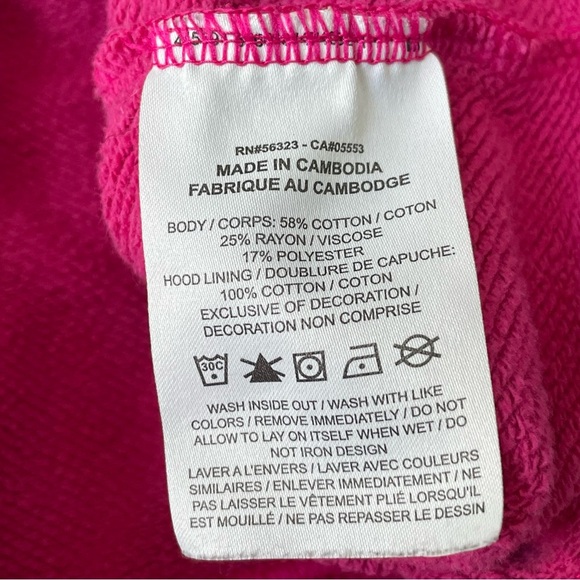 RN#56323 - CA#05553
MADE IN CAMBODIA
FABRIQUE AU CAMBODGE
BODY / CORPS: 58% COTTON / COTON
25% RAYON / VISCOSE
17% POLYESTER
HOOD LINING / DOUBLURE DE CAPUCHE:
100% COTTON / COTON
EXCLUSIVE OF DECORATION /
DECORATION NON COMPRISE
30C
WASH INSIDE OUT / WASH WITH LIKE
COLORS / REMOVE IMMEDIATELY / DO NOT
ALLOW TO LAY ON ITSELF WHEN WET / DO
NOT IRON DESIGN
LAVER A L'ENVERS / LAVER AVEC COULEURS
SIMILAIRES / ENLEVER IMMEDIATEMENT / NE
PAS LAISSER LE VÊTEMENT PLIÉ LORSQU'IL
EST MOUILLÉ / NE PAS REPASSER LE DESSIN